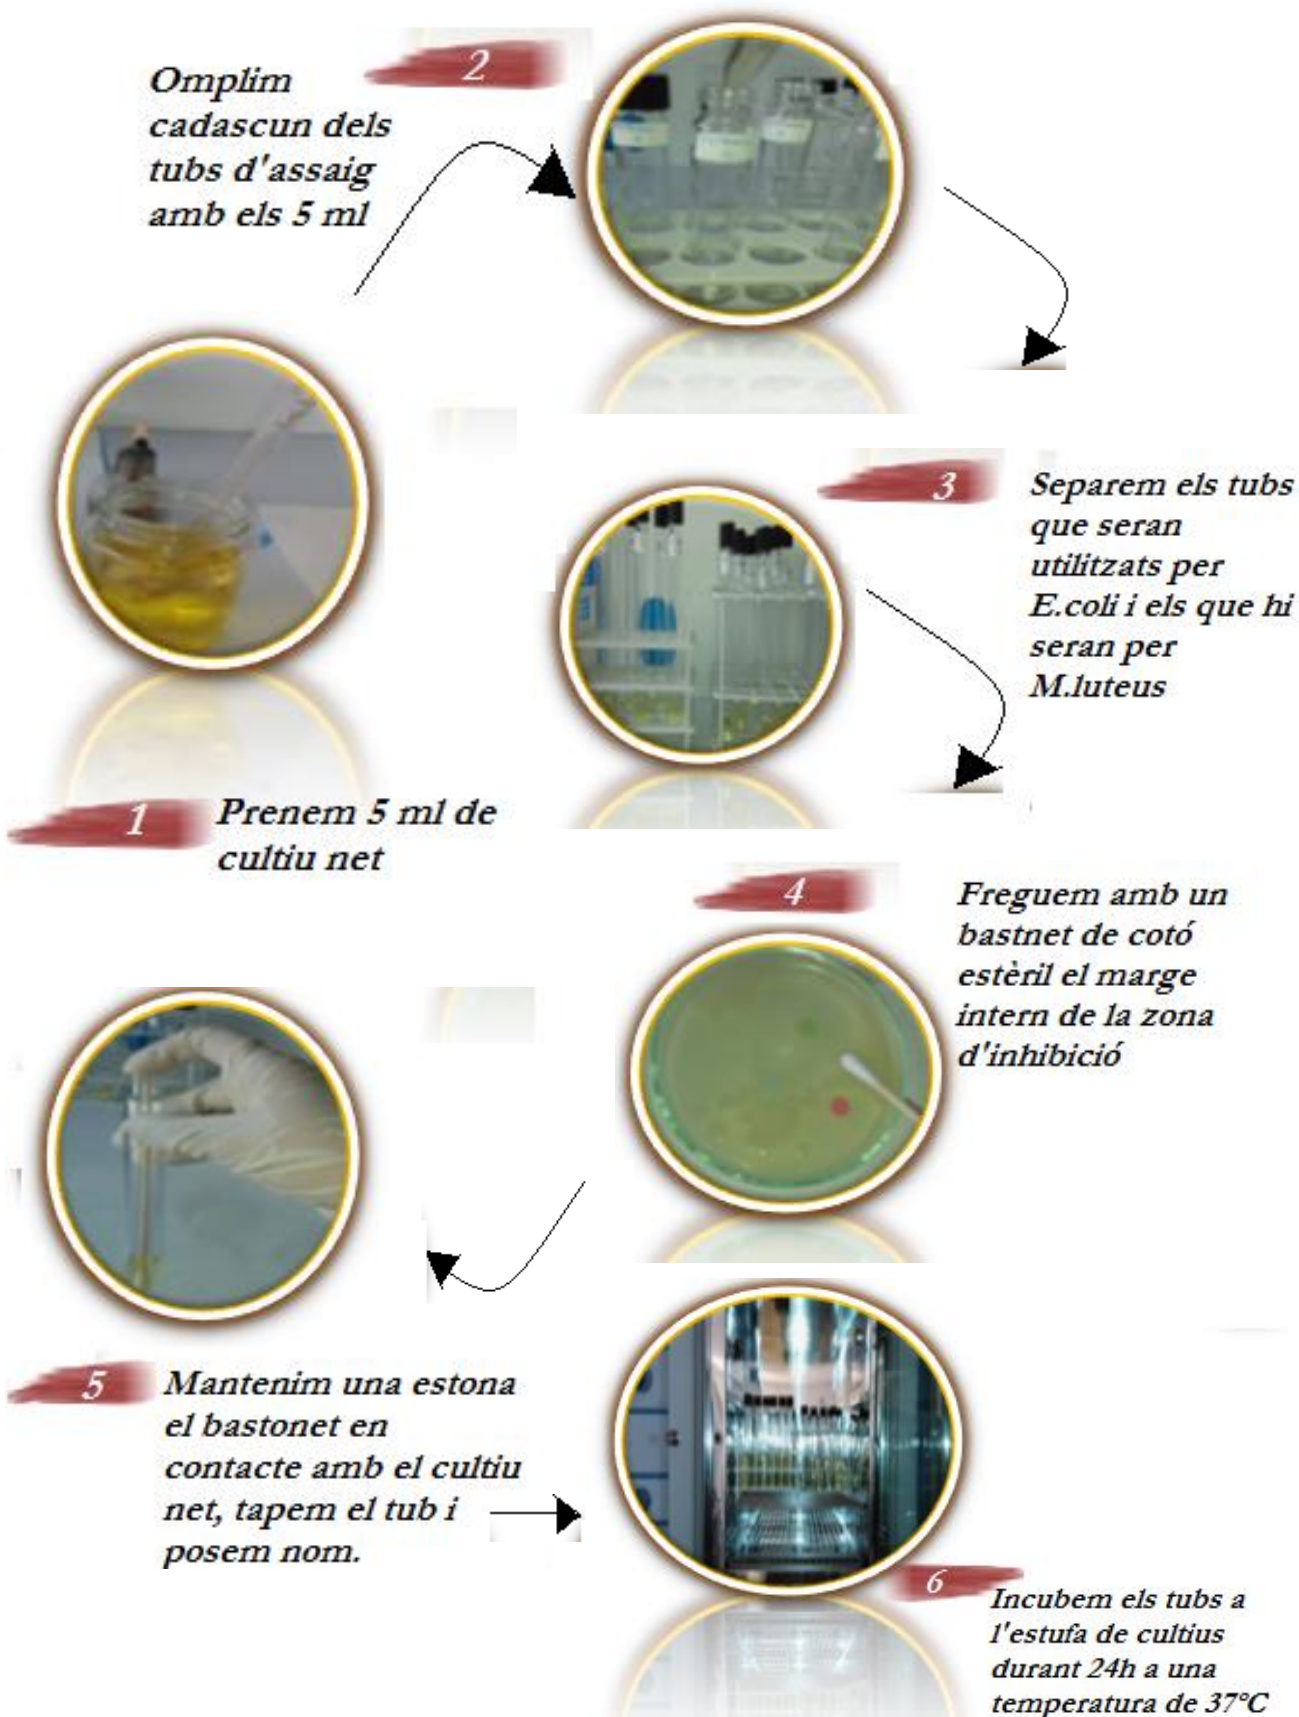 1
Prenem 5 ml de
cultiu net
2
Omplim
cadascun dels
tubs d'assaig
amb els 5 ml
3
Separem els tubs
que seran
utilitzats per
E.coli i els que hi
seran per
M.luteus
4
Freguem amb un
bastnet de cotó
estèril el marge
intern de la zona
d'inhibició
5
Mantenim una estona
el bastonet en
contacte amb el cultiu
net, tapem el tub i
posem nom.
6
Incubem els tubs a
l'estufa de cultius
durant 24h a una
temperatura de 37°C